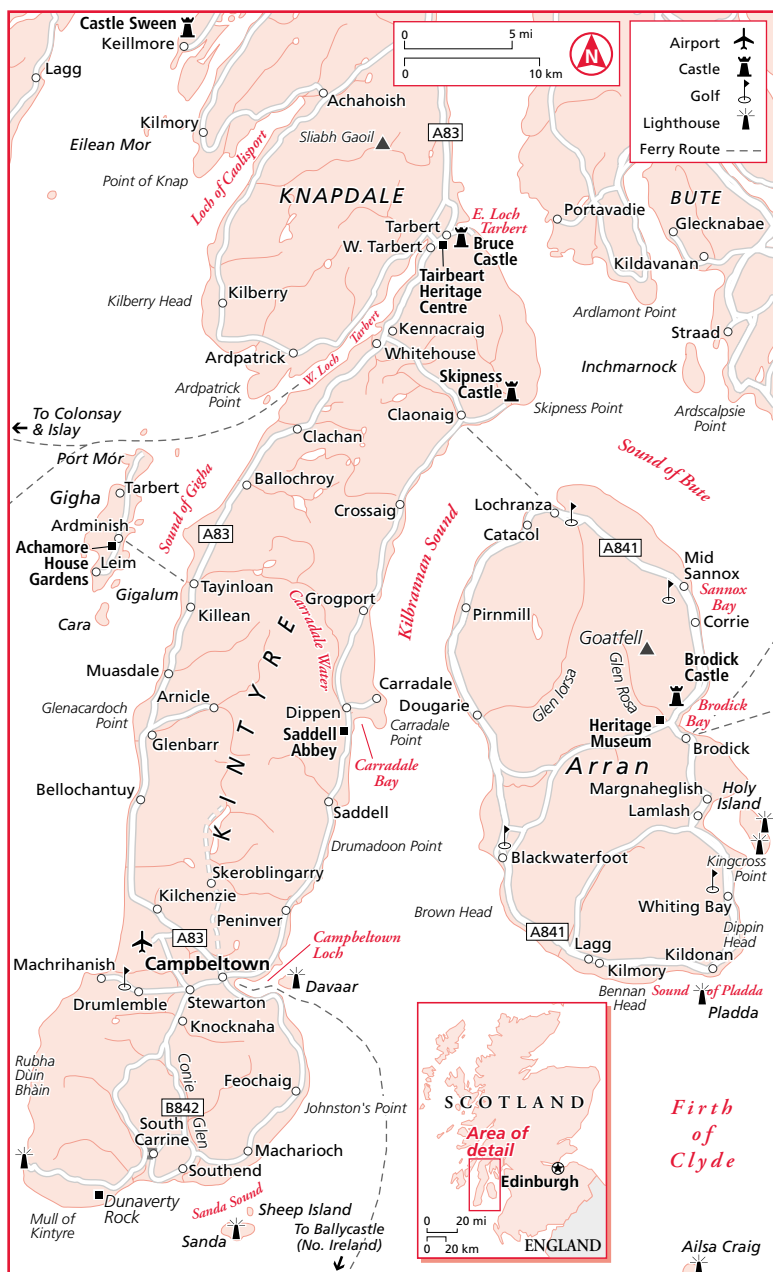 Castle Sween
Keillmore
Lagg
0 5 mi
0 10 km
N
Airport
Castle
Golf
Lighthouse
Ferry Route
Achahoish
Kilmory
Eilean Mor
Sliabh Gaoil
A83
Point of Knap
Loch of Caolisport
KNAPDALE
BUTE
E. Loch
Tarbert
Portavadie
Glecknabae
Tarbert
W. Tarbert
Bruce
Castle
Kildavanan
Tairbeart
Heritage
Centre
Kilberry Head
Kilberry
Ardlamont Point
Kennacraig
Straad
W. Loch Tarbert
Whitehouse
Ardpatrick
Inchmarnock
Ardpatrick
Point
Skipness
Castle
Skipness Point
Ardscalpsie
Point
To Colonsay
& Islay
Claonaig
Clachan
Port Mór
Sound of Bute
Gigha
Tarbert
Sound of Gigha
Ballochroy
Crossaig
Lochranza
Catacol
Ardminish
A83
A841
Achamore
House
Gardens
Leim
Kilbrannan Sound
Mid
Sannox
Sannox
Bay
Gigalum
Tayinloan
Grogport
Pirnmill
Cara
Killean
Carradale Water
Corrie
Goatfell
KINTYRE
Glen Iorsa
Glen Rosa
Brodick
Castle
Muasdale
Arnicle
Carradale
Dougarie
Glenacardoch
Point
Dippen
Carradale
Point
Brodick
Bay
Saddell
Abbey
Heritage
Museum
Glenbarr
Brodick
Carradale
Bay
Arran
Bellochantuy
Margnaheglish
Holy
Island
Saddell
Lamlash
Drumadoon Point
Kingcross
Point
Blackwaterfoot
Skeroblingarry
Kilchenzie
Whiting Bay
Peninver
Brown Head
Dippin
Head
A83
A841
Campbeltown
Loch
Campbeltown
Lagg
Kildonan
Machrihanish
Kilmory
Davaar
Bennan
Head
Sound of Pladda
Drumlemble
Stewarton
Pladda
Knocknaha
Rubha
Dùin
Bhàin
Conie Glen
Feochaig
B842
Johnston's Point
South
Carrine
Macharioch
Southend
Dunaverty
Rock
Mull of
Kintyre
Sanda Sound
Sheep Island
Sanda
To Ballycastle
(No. Ireland)
SCOTLAND
Area of
detail
Edinburgh
0 20 mi
0 20 km
ENGLAND
Firth
of
Clyde
Ailsa Craig